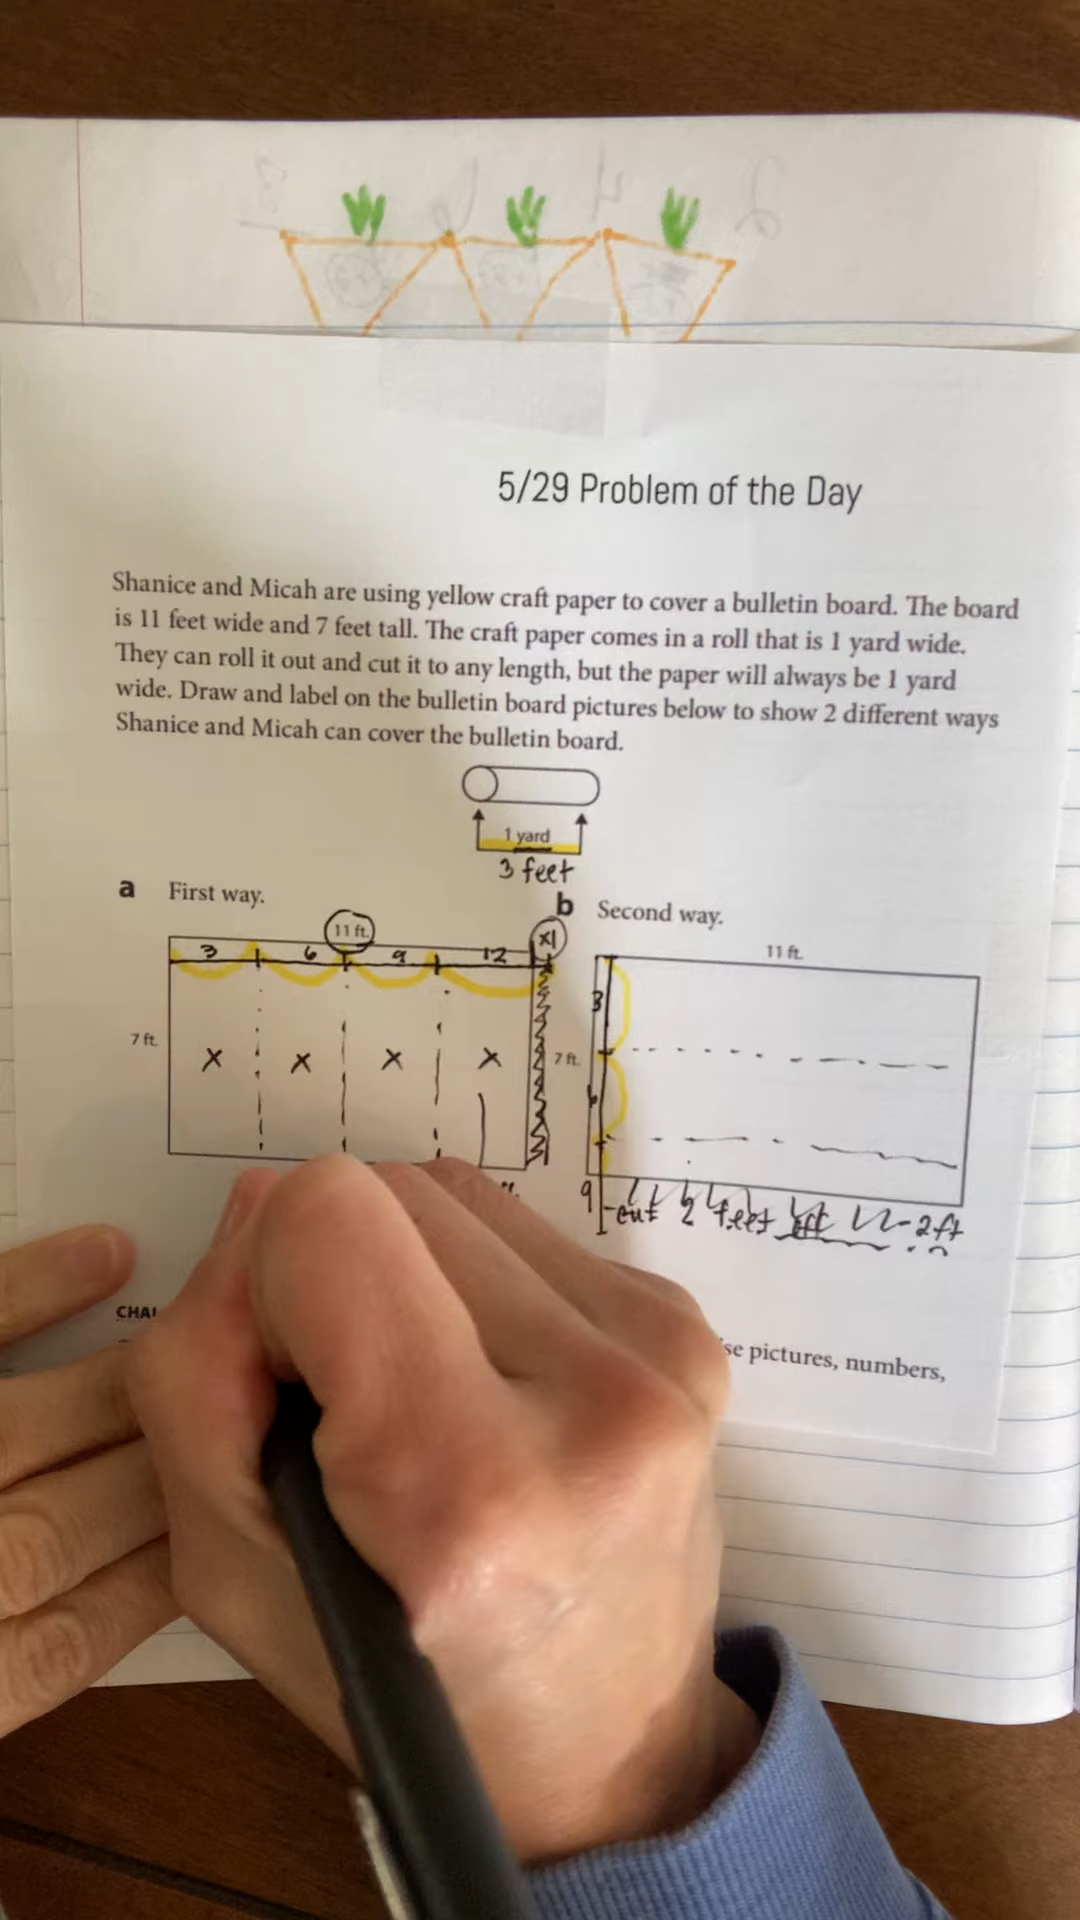 5/29 Problem of the Day
Shanice and Micah are using yellow craft paper to cover a bulletin board. The board
is 11 feet wide and 7 feet tall. The craft paper comes in a roll that is 1 yard wide.
They can roll it out and cut it to any length, but the paper will always be 1 yard
wide. Draw and label on the bulletin board pictures below to show 2 different ways
Shanice and Micah can cover the bulletin board.
1 yard
3 feet
a First way.
b Second way.
11 ft.
x1
11 ft.
3 6 9 12
3
7 ft.
x x x x
7 ft.
6
9
cut 2 feet off
2ft
CHAL
se pictures, numbers,